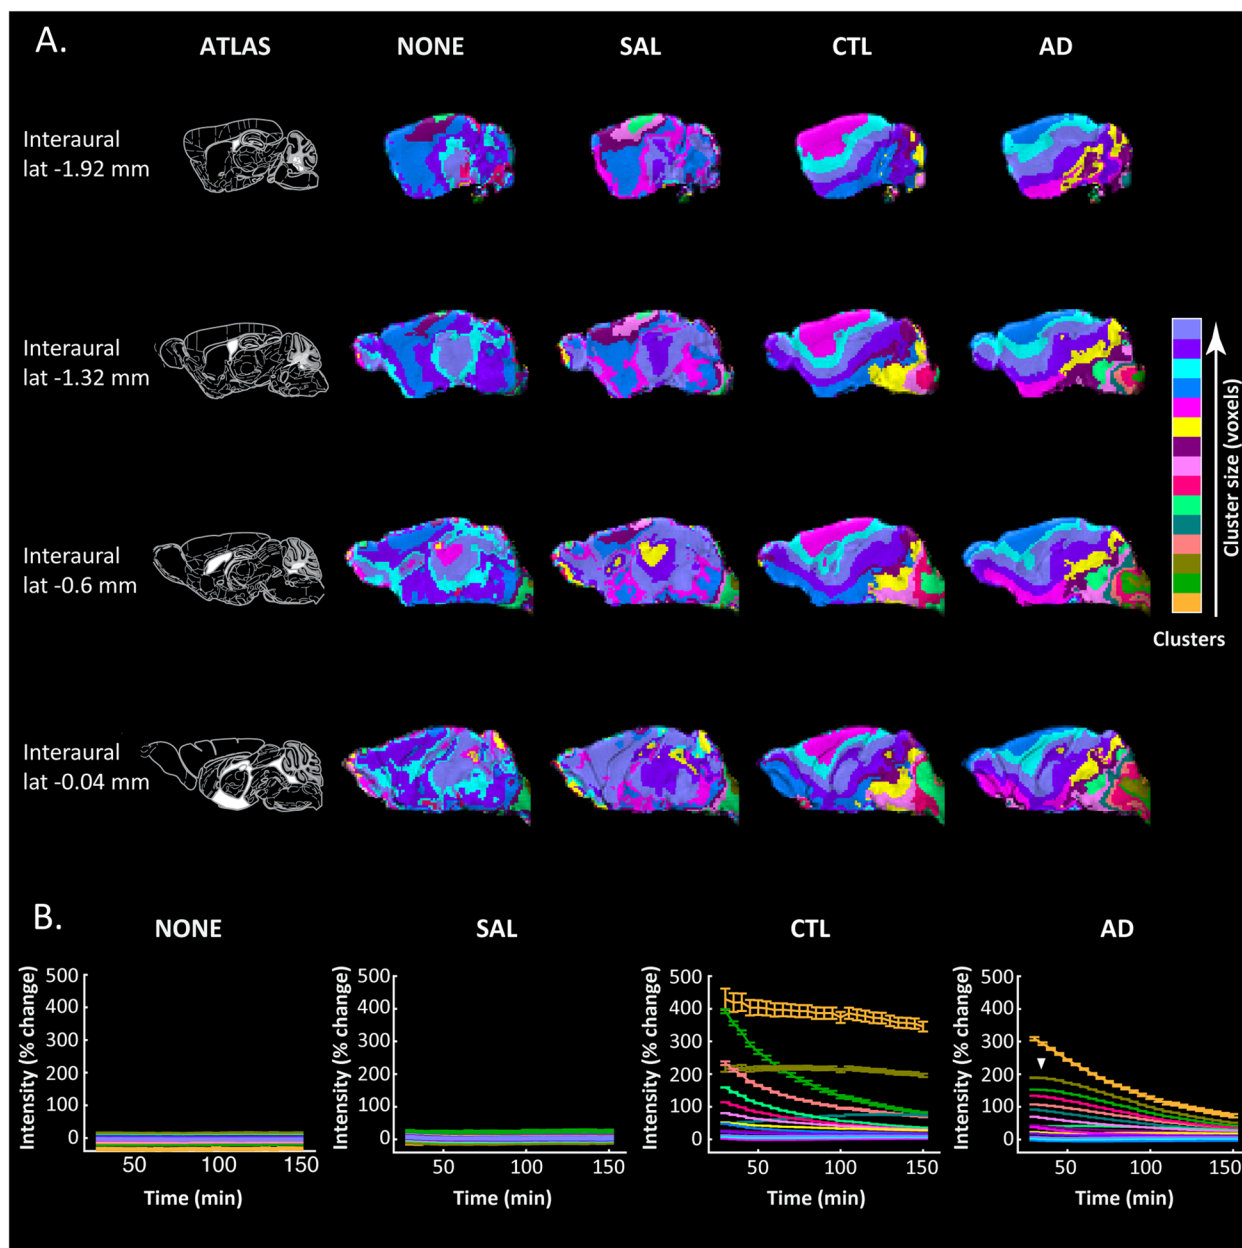 A.
ATLAS NONE SAL CTL AD
Interaural
lat -1.92 mm
Interaural
lat -1.32 mm
Interaural
lat -0.6 mm
Interaural
lat -0.04 mm
Cluster size (voxels)
Clusters
B.
NONE SAL CTL AD
Intensity (% change)
500
400
300
200
100
0
50 100 150
Time (min)
Intensity (% change)
500
400
300
200
100
0
50 100 150
Time (min)
Intensity (% change)
500
400
300
200
100
0
50 100 150
Time (min)
Intensity (% change)
500
400
300
200
100
0
50 100 150
Time (min)